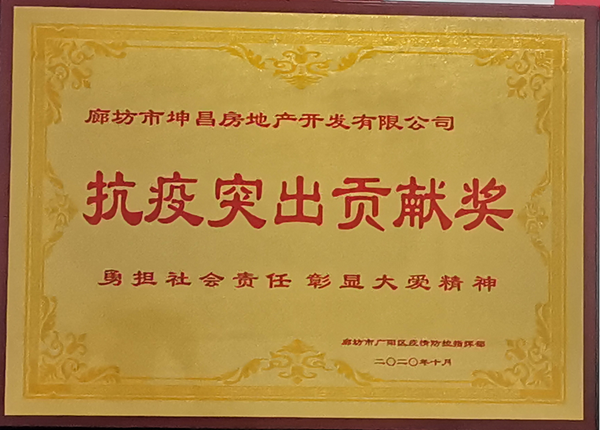 廊坊市坤昌房地产开发有限公司
抗疫突出贡献奖
勇担社会责任 彰显大爱精神
廊坊市广阳区疫情防控指挥部
二〇二〇年十月